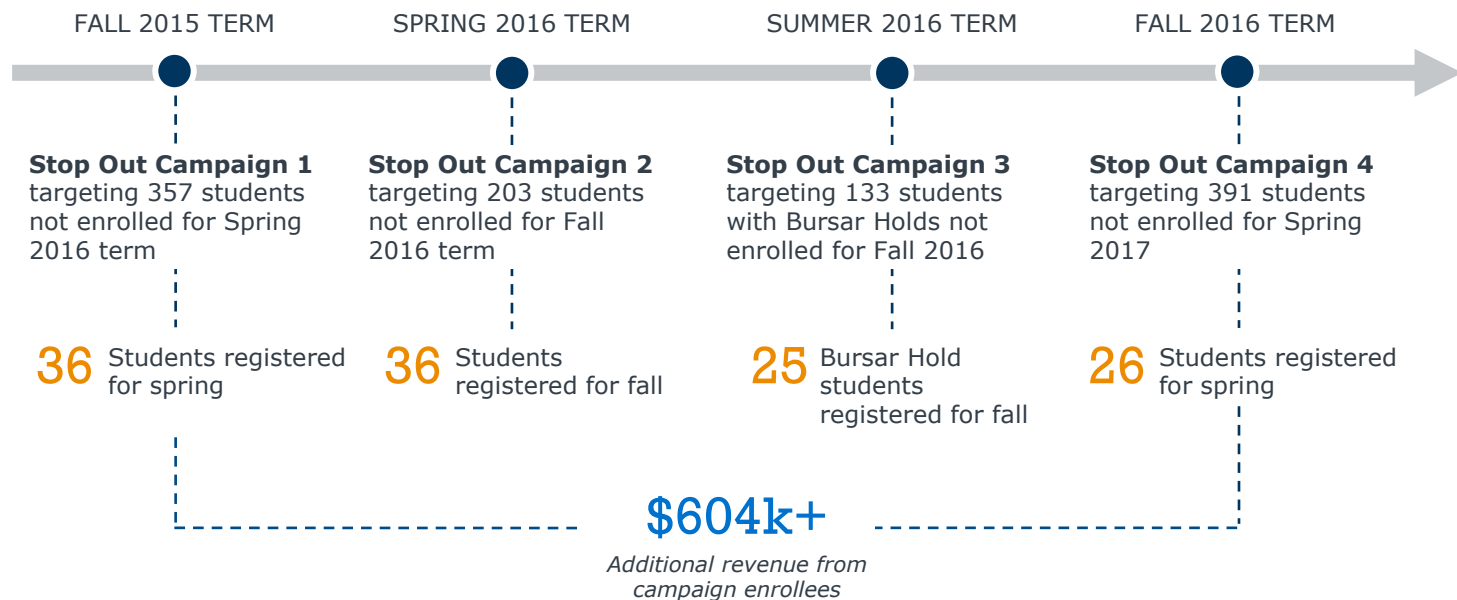 FALL 2015 TERM
SPRING 2016 TERM
SUMMER 2016 TERM
FALL 2016 TERM
Stop Out Campaign 1
targeting 357 students
not enrolled for Spring
2016 term
Stop Out Campaign 2
targeting 203 students
not enrolled for Fall
2016 term
Stop Out Campaign 3
targeting 133 students
with Bursar Holds not
enrolled for Fall 2016
Stop Out Campaign 4
targeting 391 students
not enrolled for Spring
2017
36 Students registered
for spring
36 Students
registered for fall
25 Bursar Hold
students
registered for fall
26 Students registered
for spring
$604k+
Additional revenue from
campaign enrollees